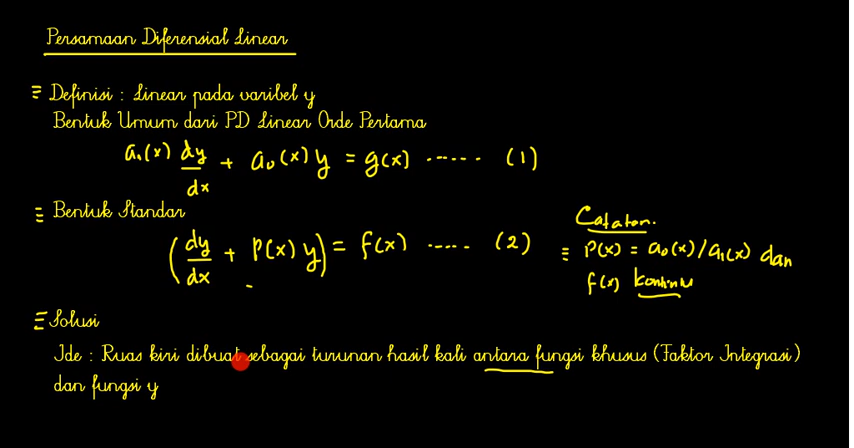 Persamaan Diferensial Linear
≡ Definisi : Linear pada varibel y
Bentuk Umum dari PD Linear Orde Pertama
a₁(x) dy/dx + a₀(x) y = g(x) ...... (1)
≡ Bentuk Standar
(dy/dx + P(x) y) = f(x) ..... (2)
Catatan.
≡ P(x) = a₀(x)/a₁(x) dan
f(x) kontinu
≡ Solusi
Ide : Ruas kiri dibuat sebagai turunan hasil kali antara fungsi khusus (Faktor Integrasi)
dan fungsi y